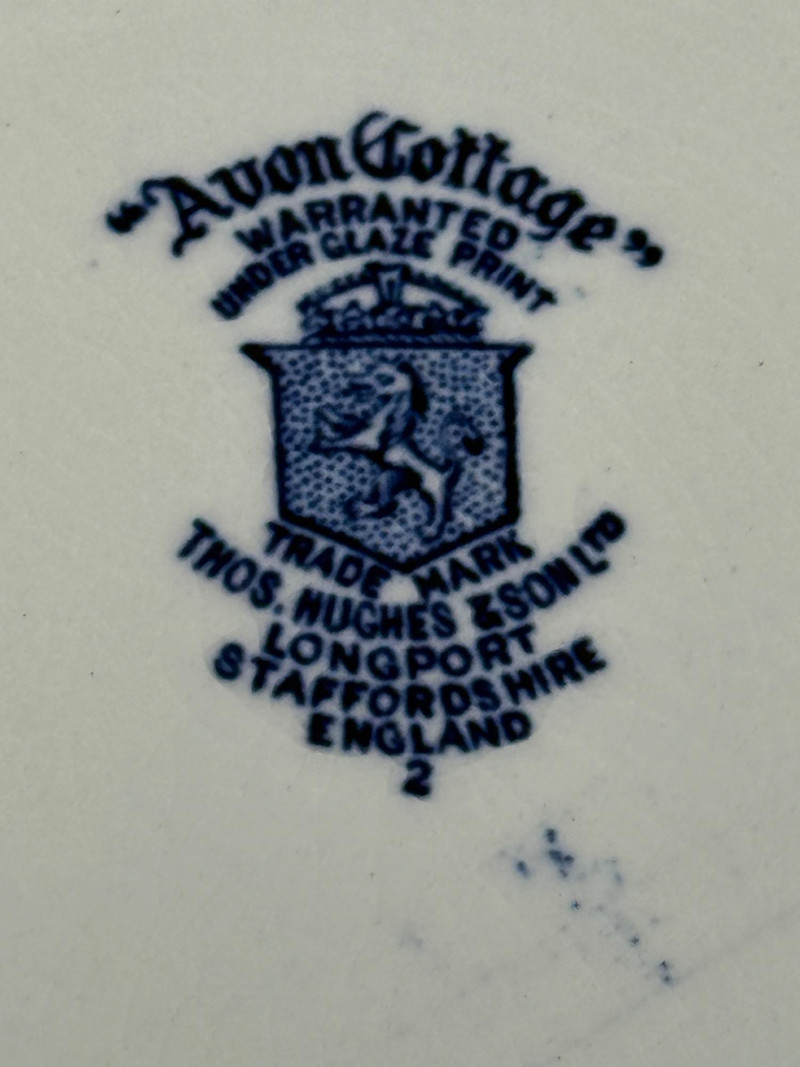 "Avon Cottage"
WARRANTED
UNDER GLAZE PRINT
TRADE MARK
THOS. HUGHES & SON LTD
LONGPORT
STAFFORDSHIRE
ENGLAND
2